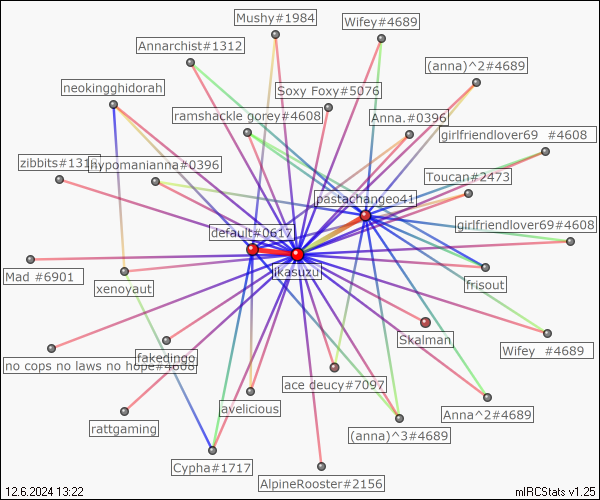 Mushy#1984
Wifey#4689
Annarchist#1312
(anna)^2#4689
neokingghidorah
Soxy Foxy#5076
ramshackle gorey#4608
Anna.#0396
girlfriendlover69 #4608
zibbits#131
hypomanianna#0396
Toucan#2473
pastachangeo41
default#0617
girlfriendlover69#4608
ikasuzu
Mad #6901
xenoyaut
frisout
Skalman
Wifey #4689
fakedingo
no cops no laws no hope#4608
ace deucy#7097
avelicious
Anna^2#4689
rattgaming
(anna)^3#4689
Cypha#1717
AlpineRooster#2156
12.6.2024 13:22
mIRCStats v1.25